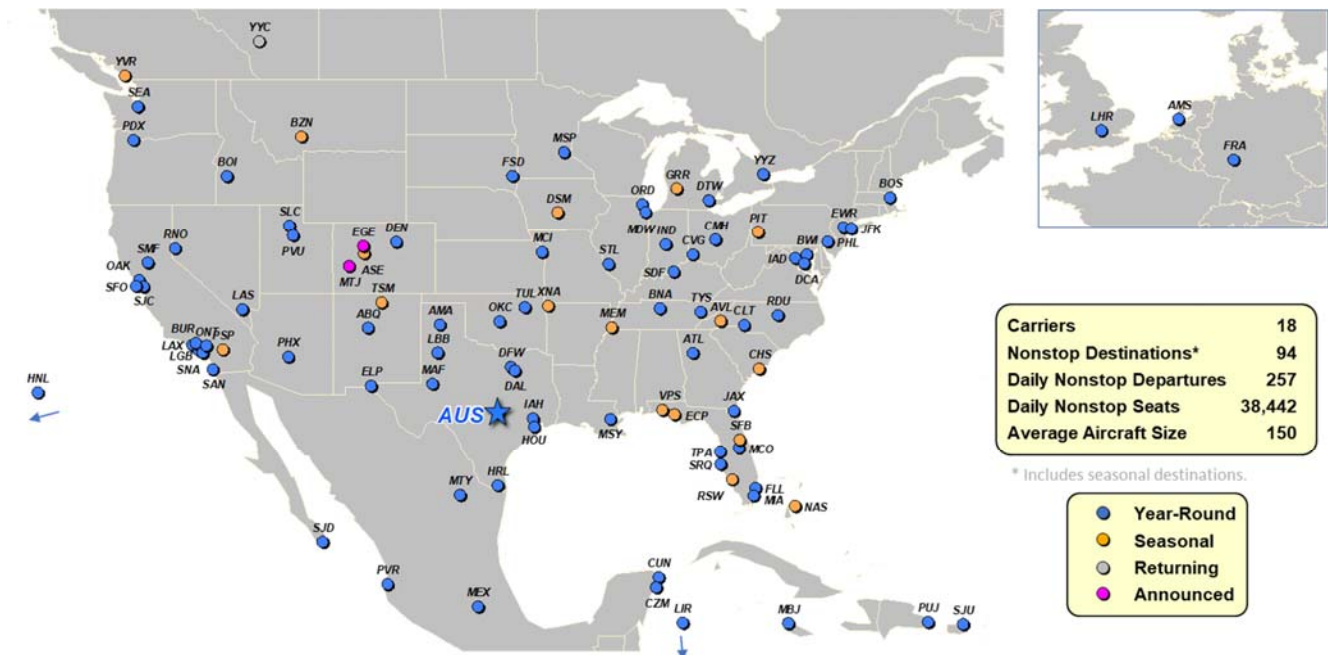 YYC
YVR
SEA
PDX
BZN
BOI
MSP
FSD
GRR
YYZ
ORD
DTW
BOS
DSM
SLC
EGE
DEN
PVU
MDW
IND
CMH
PIT
EWR
JFK
RNO
SMF
MCI
STL
CVG
BWI
PHL
IAD
DCA
OAK
SFO
SJC
MTJ
ASE
TSM
SDF
LAS
ABQ
AMA
OKC
TUL
XNA
MEM
BNA
TYS
AVL
CLT
RDU
BUR
ONT
PSP
LAX
LGB
SNA
SAN
PHX
LBB
DFW
ATL
CHS
ELP
MAF
DAL
HNL
AUS
IAH
HOU
MSY
VPS
ECP
JAX
SFB
TPA
MCO
SRQ
RSW
FLL
MIA
NAS
MTY
HRL
SJD
PVR
MEX
CUN
CZM
LIR
MBJ
PUJ
SJU
LHR
AMS
FRA
Carriers 18
Nonstop Destinations* 94
Daily Nonstop Departures 257
Daily Nonstop Seats 38,442
Average Aircraft Size 150
* Includes seasonal destinations.
Year-Round
Seasonal
Returning
Announced